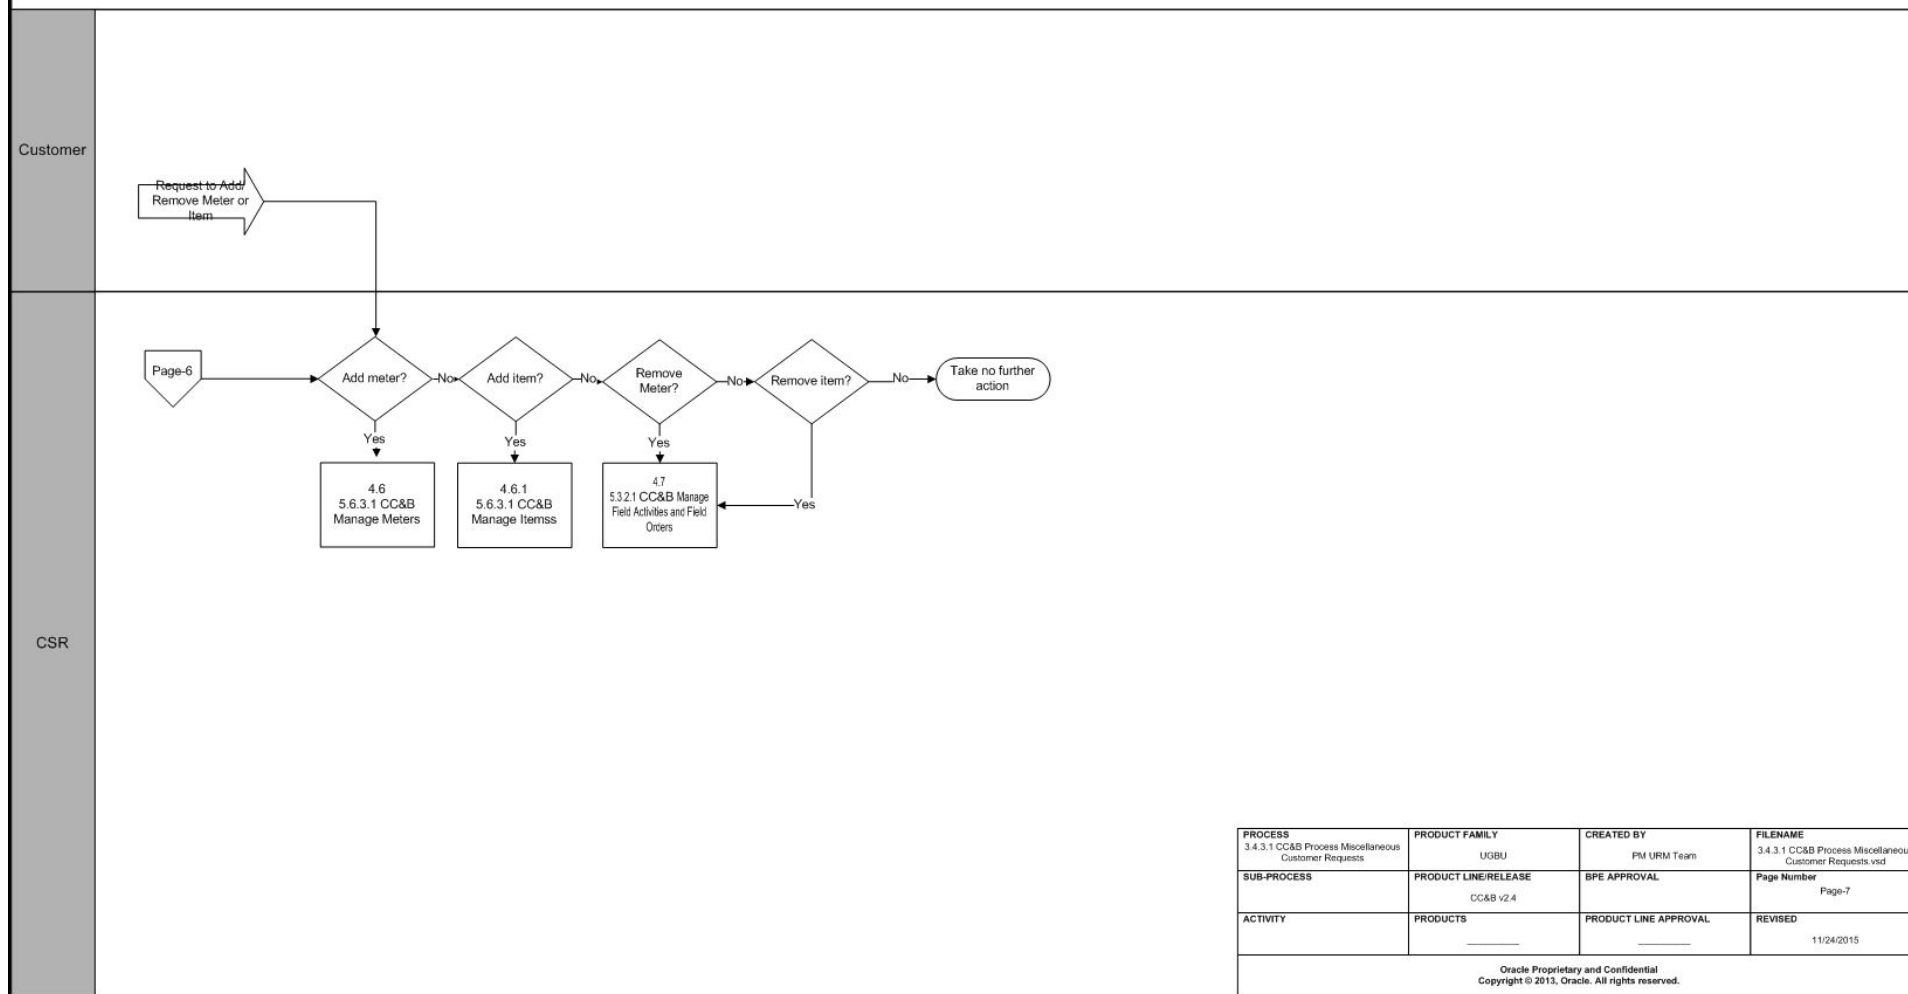 Customer
Request to Add/
Remove Meter or
Item
CSR
Page-6
Add meter?
No
Add item?
No
Remove
Meter?
No
Remove item?
No
Take no further
action
Yes
Yes
Yes
Yes
4.6
5.6.3.1 CC&B
Manage Meters
4.6.1
5.6.3.1 CC&B
Manage Itemss
4.7
5.3.2.1 CC&B Manage
Field Activities and Field
Orders
PROCESS
3.4.3.1 CC&B Process Miscellaneous
Customer Requests
PRODUCT FAMILY
UGBU
CREATED BY
PM URM Team
FILENAME
3.4.3.1 CC&B Process Miscellaneou
Customer Requests.vsd
SUB-PROCESS
PRODUCT LINE/RELEASE
CC&B v2.4
BPE APPROVAL
Page Number
Page-7
ACTIVITY
PRODUCTS
PRODUCT LINE APPROVAL
REVISED
11/24/2015
Oracle Proprietary and Confidential
Copyright © 2013, Oracle. All rights reserved.